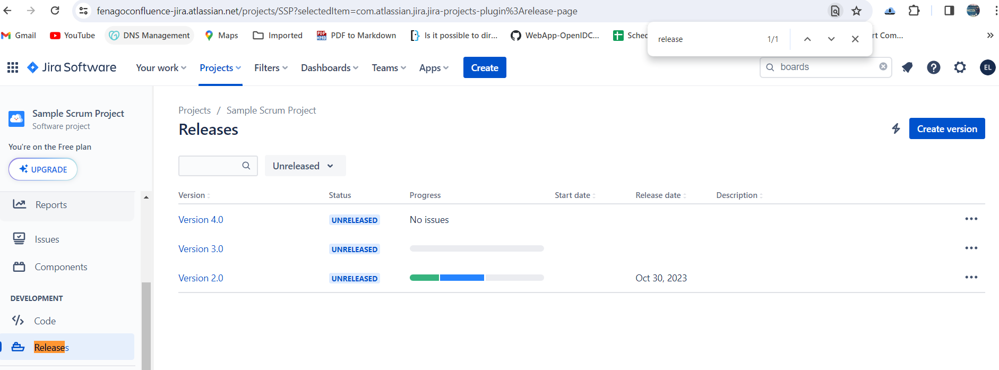 fenagoconfluence-jira.atlassian.net/projects/SSP?selectedItem=com.atlassian.jira.jira-projects-plugin%3Arelease-page
Gmail YouTube DNS Management Maps Imported PDF to Markdown Is it possible to dir... WebApp-OpenIDC... Sched rt Com... »
release 1/1
Jira Software Your work Projects Filters Dashboards Teams Apps Create boards EL
Sample Scrum Project
Software project
You're on the Free plan
UPGRADE
Reports
Issues
Components
DEVELOPMENT
Code
Releases
Projects / Sample Scrum Project
Releases
Create version
Unreleased
Version Status Progress Start date Release date Description
Version 4.0 UNRELEASED No issues
Version 3.0 UNRELEASED
Version 2.0 UNRELEASED Oct 30, 2023